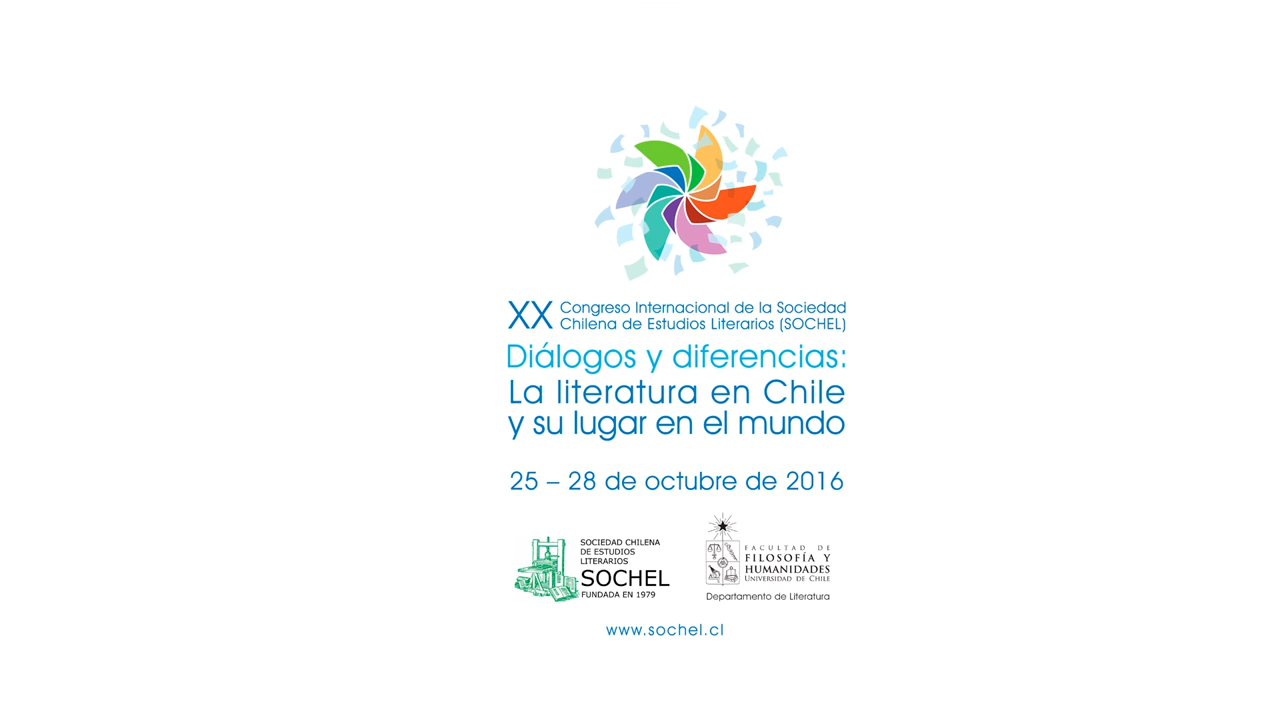 XX Congreso Internacional de la Sociedad
Chilena de Estudios Literarios (SOCHEL)
Diálogos y diferencias:
La literatura en Chile
y su lugar en el mundo
25 – 28 de octubre de 2016
SOCIEDAD CHILENA
DE ESTUDIOS
LITERARIOS
SOCHEL
FUNDADA EN 1979
FACULTAD DE
FILOSOFÍA Y
HUMANIDADES
UNIVERSIDAD DE CHILE
Departamento de Literatura
www.sochel.cl